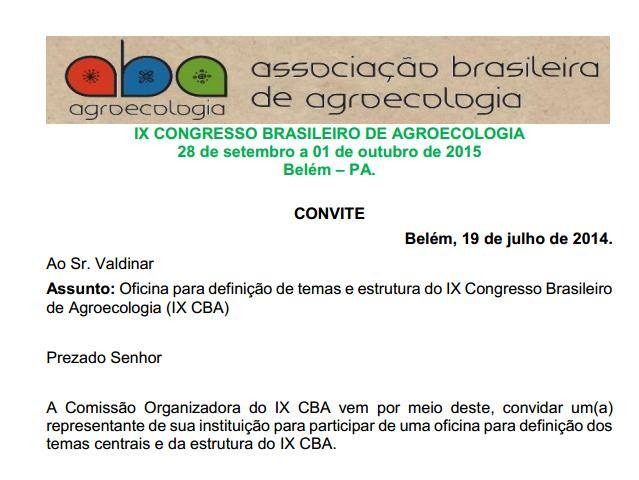 aba
agroecologia
associação brasileira
de agroecologia
IX CONGRESSO BRASILEIRO DE AGROECOLOGIA
28 de setembro a 01 de outubro de 2015
Belém – PA.
CONVITE
Belém, 19 de julho de 2014.
Ao Sr. Valdinar
Assunto: Oficina para definição de temas e estrutura do IX Congresso Brasileiro
de Agroecologia (IX CBA)
Prezado Senhor
A Comissão Organizadora do IX CBA vem por meio deste, convidar um(a)
representante de sua instituição para participar de uma oficina para definição dos
temas centrais e da estrutura do IX CBA.